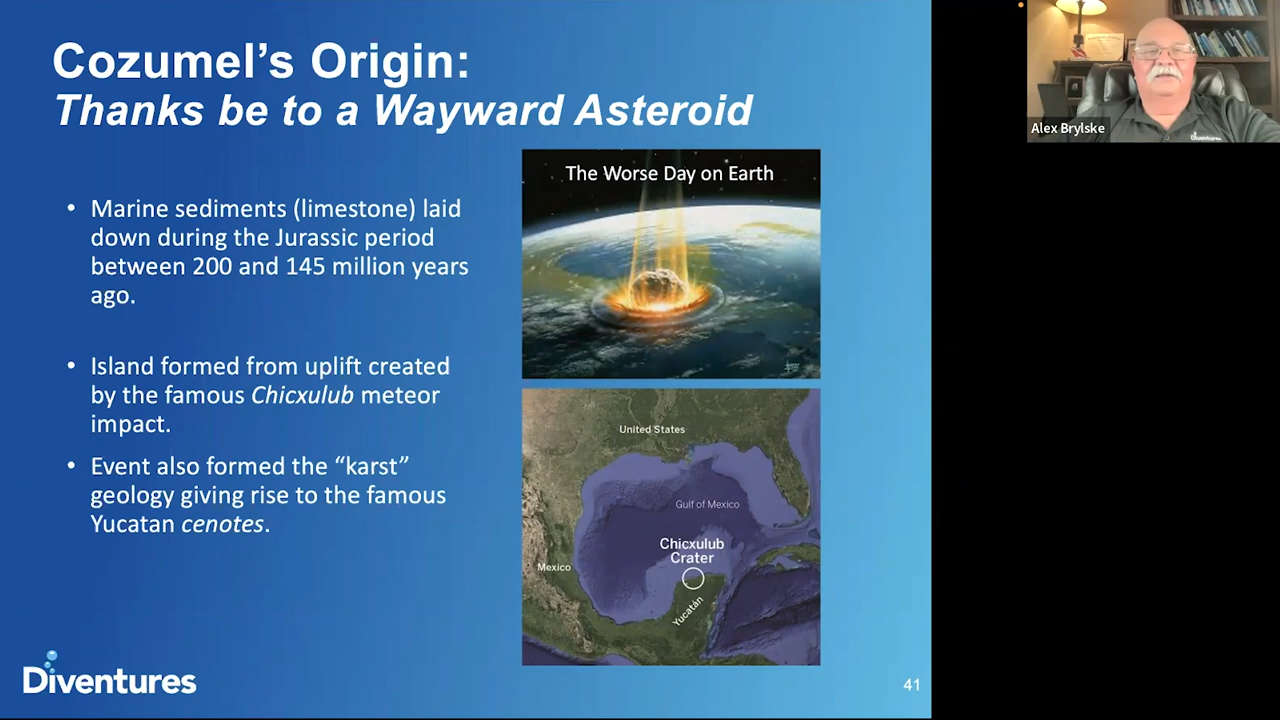 Cozumel’s Origin:
Thanks be to a Wayward Asteroid
• Marine sediments (limestone) laid
down during the Jurassic period
between 200 and 145 million years
ago.
• Island formed from uplift created
by the famous Chicxulub meteor
impact.
• Event also formed the “karst”
geology giving rise to the famous
Yucatan cenotes.
The Worse Day on Earth
United States
Gulf of Mexico
Chicxulub
Crater
Mexico
Yucatán
Diventures
41
Alex Brylske
Diventures